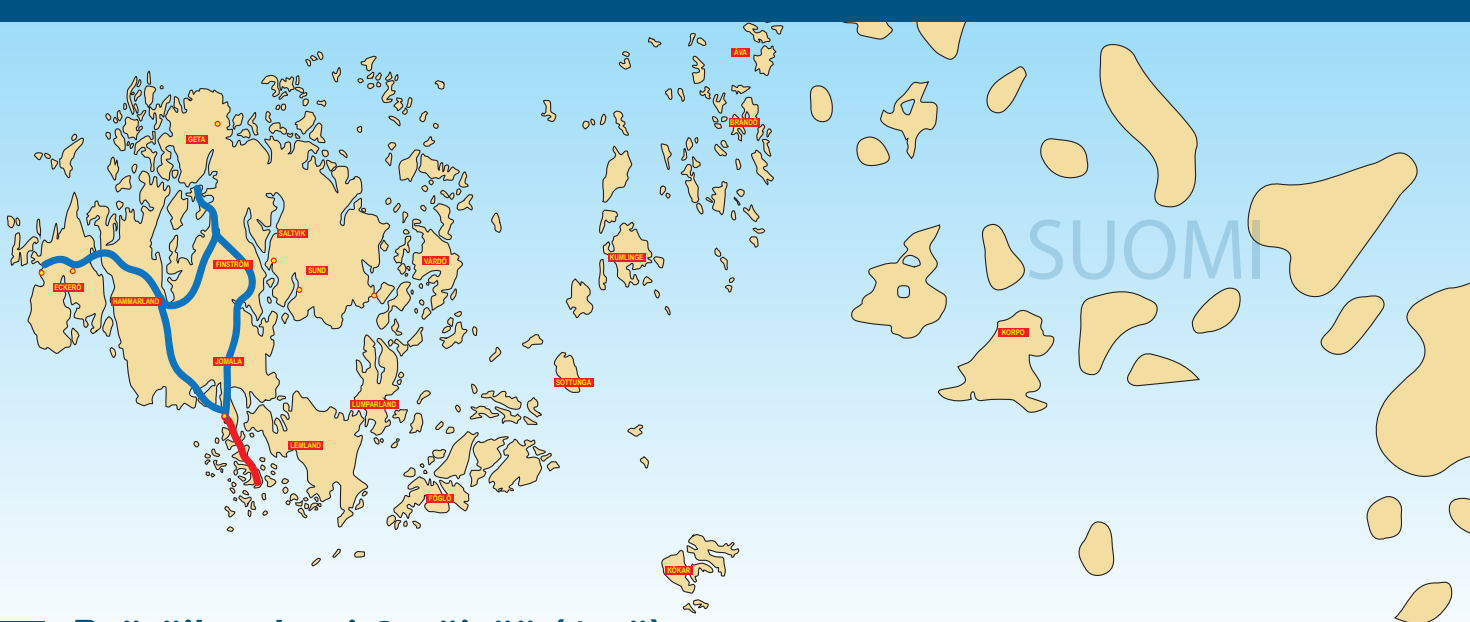 ÅVA
BRÄNDÖ
GETA
SALTVIK
FINSTRÖM
SUND
VÅRDÖ
KUMLINGE
ECKERÖ
HAMMARLAND
SUOMI
KORPO
JOMALA
SOTTUNGA
LUMPARLAND
LEMLAND
FÖGLÖ
KÖKAR